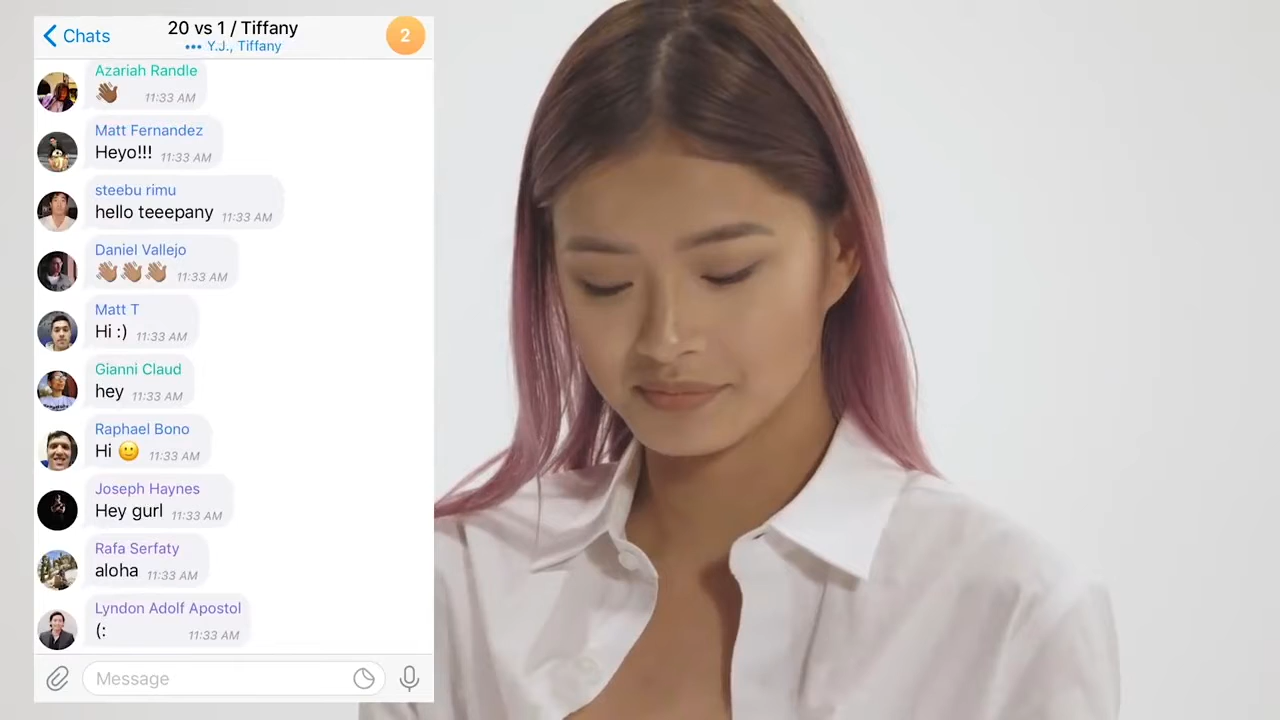 Chats
20 vs 1 / Tiffany
••• Y.J., Tiffany
2
Azariah Randle
👋🏽 11:33 AM
Matt Fernandez
Heyo!!! 11:33 AM
steebu rimu
hello teeepany 11:33 AM
Daniel Vallejo
👋🏽👋🏽👋🏽 11:33 AM
Matt T
Hi :) 11:33 AM
Gianni Claud
hey 11:33 AM
Raphael Bono
Hi 🙂 11:33 AM
Joseph Haynes
Hey gurl 11:33 AM
Rafa Serfaty
aloha 11:33 AM
Lyndon Adolf Apostol
(: 11:33 AM
Message